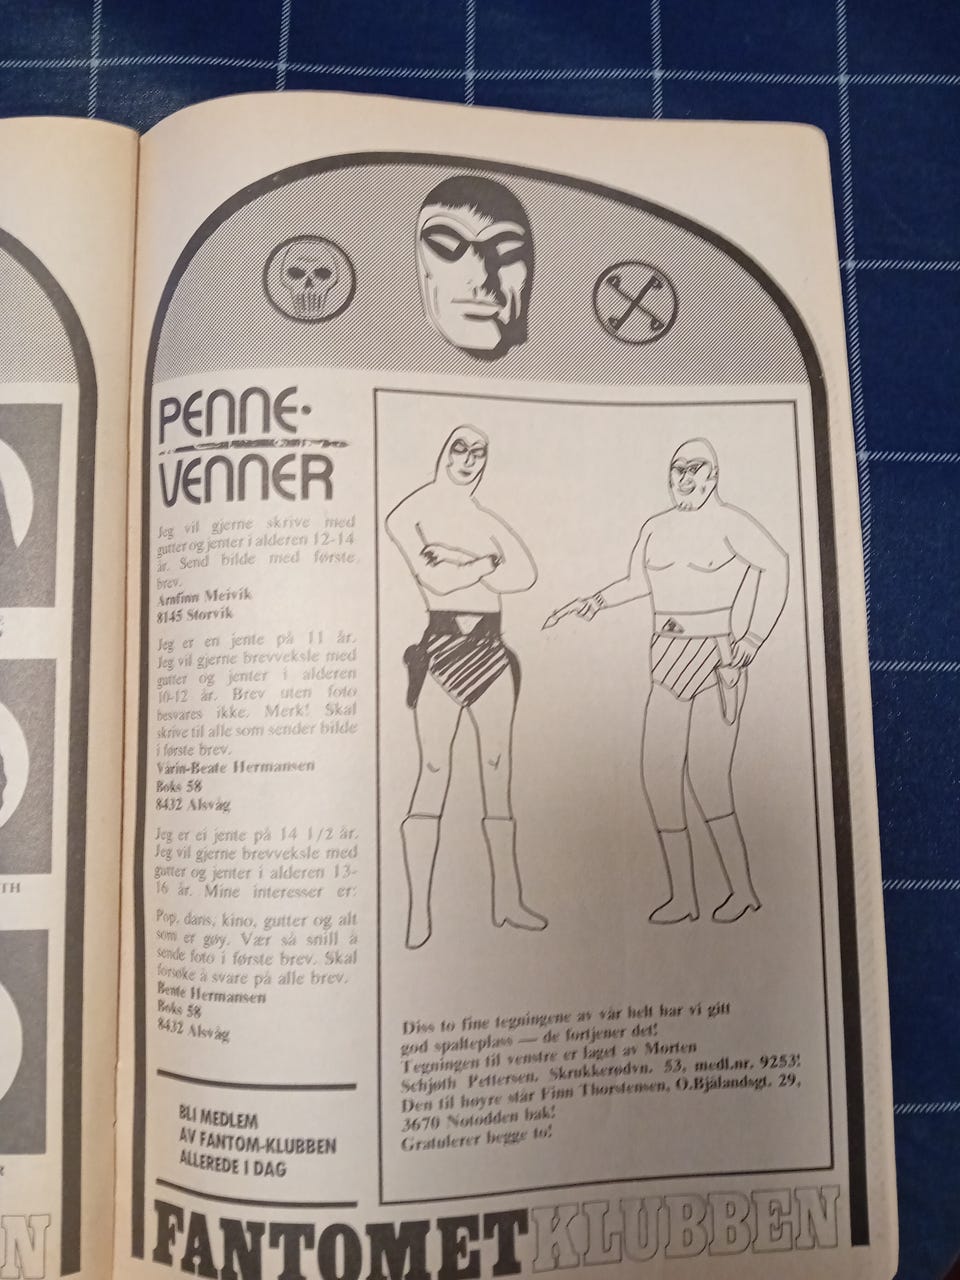 PENNE-
VENNER
Jeg vil gjerne skrive med
gutter og jenter i alderen 12-14
år. Send bilde med første
brev.
Arnfinn Meivik
8145 Storvik
Jeg er en jente på 11 år.
Jeg vil gjerne brevveksle med
gutter og jenter i alderen
10-12 år. Brev uten foto
besvares ikke. Merk! Skal
skrive til alle som sender bilde
i første brev.
Vårin-Beate Hermansen
Boks 58
8432 Alsvåg
Jeg er ei jente på 14 1/2 år.
Jeg vil gjerne brevveksle med
gutter og jenter i alderen 13-
16 år. Mine interesser er:
Pop, dans, kino, gutter og alt
som er gøy. Vær så snill å
sende foto i første brev. Skal
forsøke å svare på alle brev.
Bente Hermansen
Boks 58
8432 Alsvåg
BLI MEDLEM
AV FANTOM-KLUBBEN
ALLEREDE I DAG
Diss to fine tegningene av vår helt har vi gitt
god spalteplass — de fortjener det!
Tegningen til venstre er laget av Morten
Schjøth Pettersen, Skrukkerødvn. 53, medl.nr. 9253!
Den til høyre står Finn Thorstensen, O.Bjålandsgt. 29,
3670 Notodden bak!
Gratulerer begge to!
FANTOMETKLUBBEN
TH
N